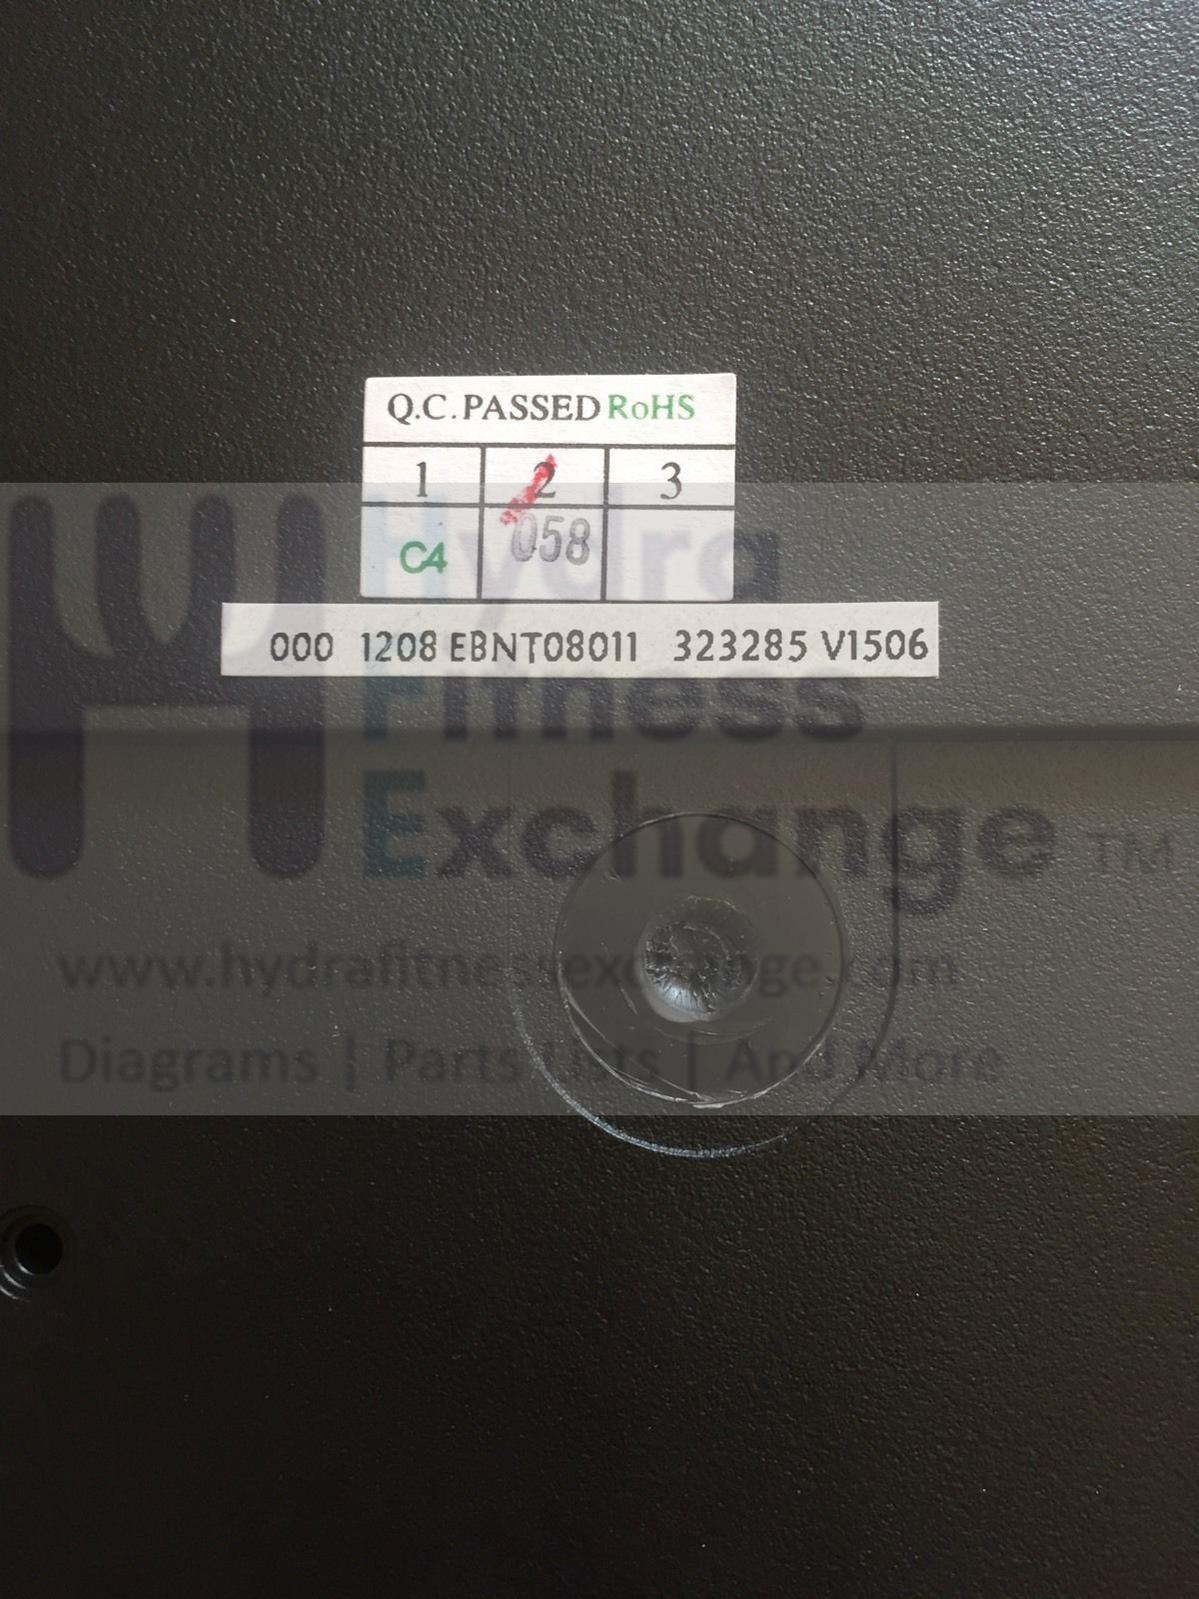 Q.C.PASSED RoHS
1 2 3
C4 058
000 1208 EBNT08011 323285 V1506
Hydra
Fitness
Exchange TM
www.hydrafitnessexchange.com
Diagrams | Parts Lists | And More